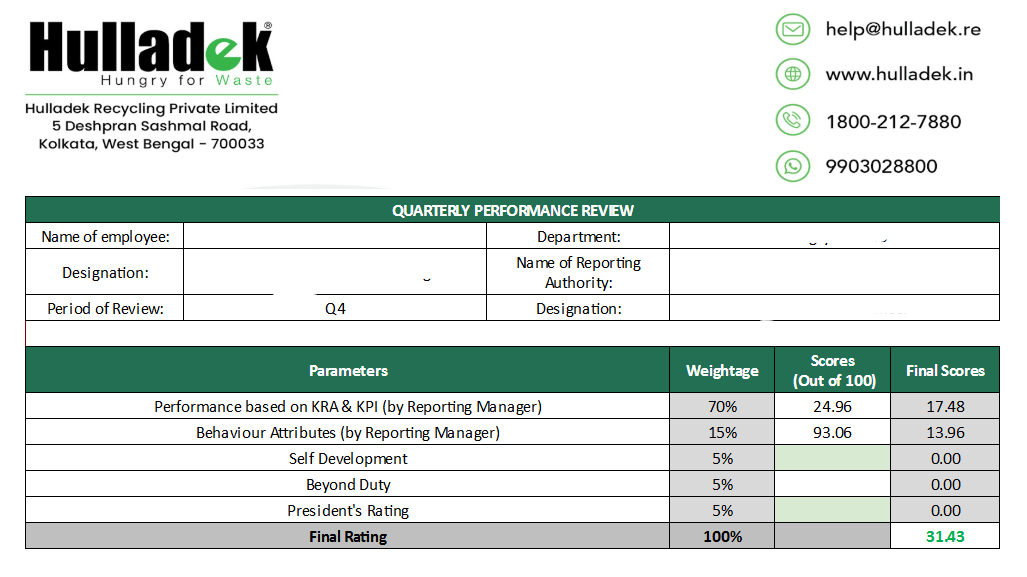 Hulladek®
Hungry for Waste
Hulladek Recycling Private Limited
5 Deshpran Sashmal Road,
Kolkata, West Bengal - 700033
help@hulladek.re
www.hulladek.in
1800-212-7880
9903028800
QUARTERLY PERFORMANCE REVIEW
Name of employee: Department:
Designation: Name of Reporting
Authority:
Period of Review: Q4 Designation:
Parameters Weightage Scores
(Out of 100) Final Scores
Performance based on KRA & KPI (by Reporting Manager) 70% 24.96 17.48
Behaviour Attributes (by Reporting Manager) 15% 93.06 13.96
Self Development 5% 0.00
Beyond Duty 5% 0.00
President's Rating 5% 0.00
Final Rating 100% 31.43